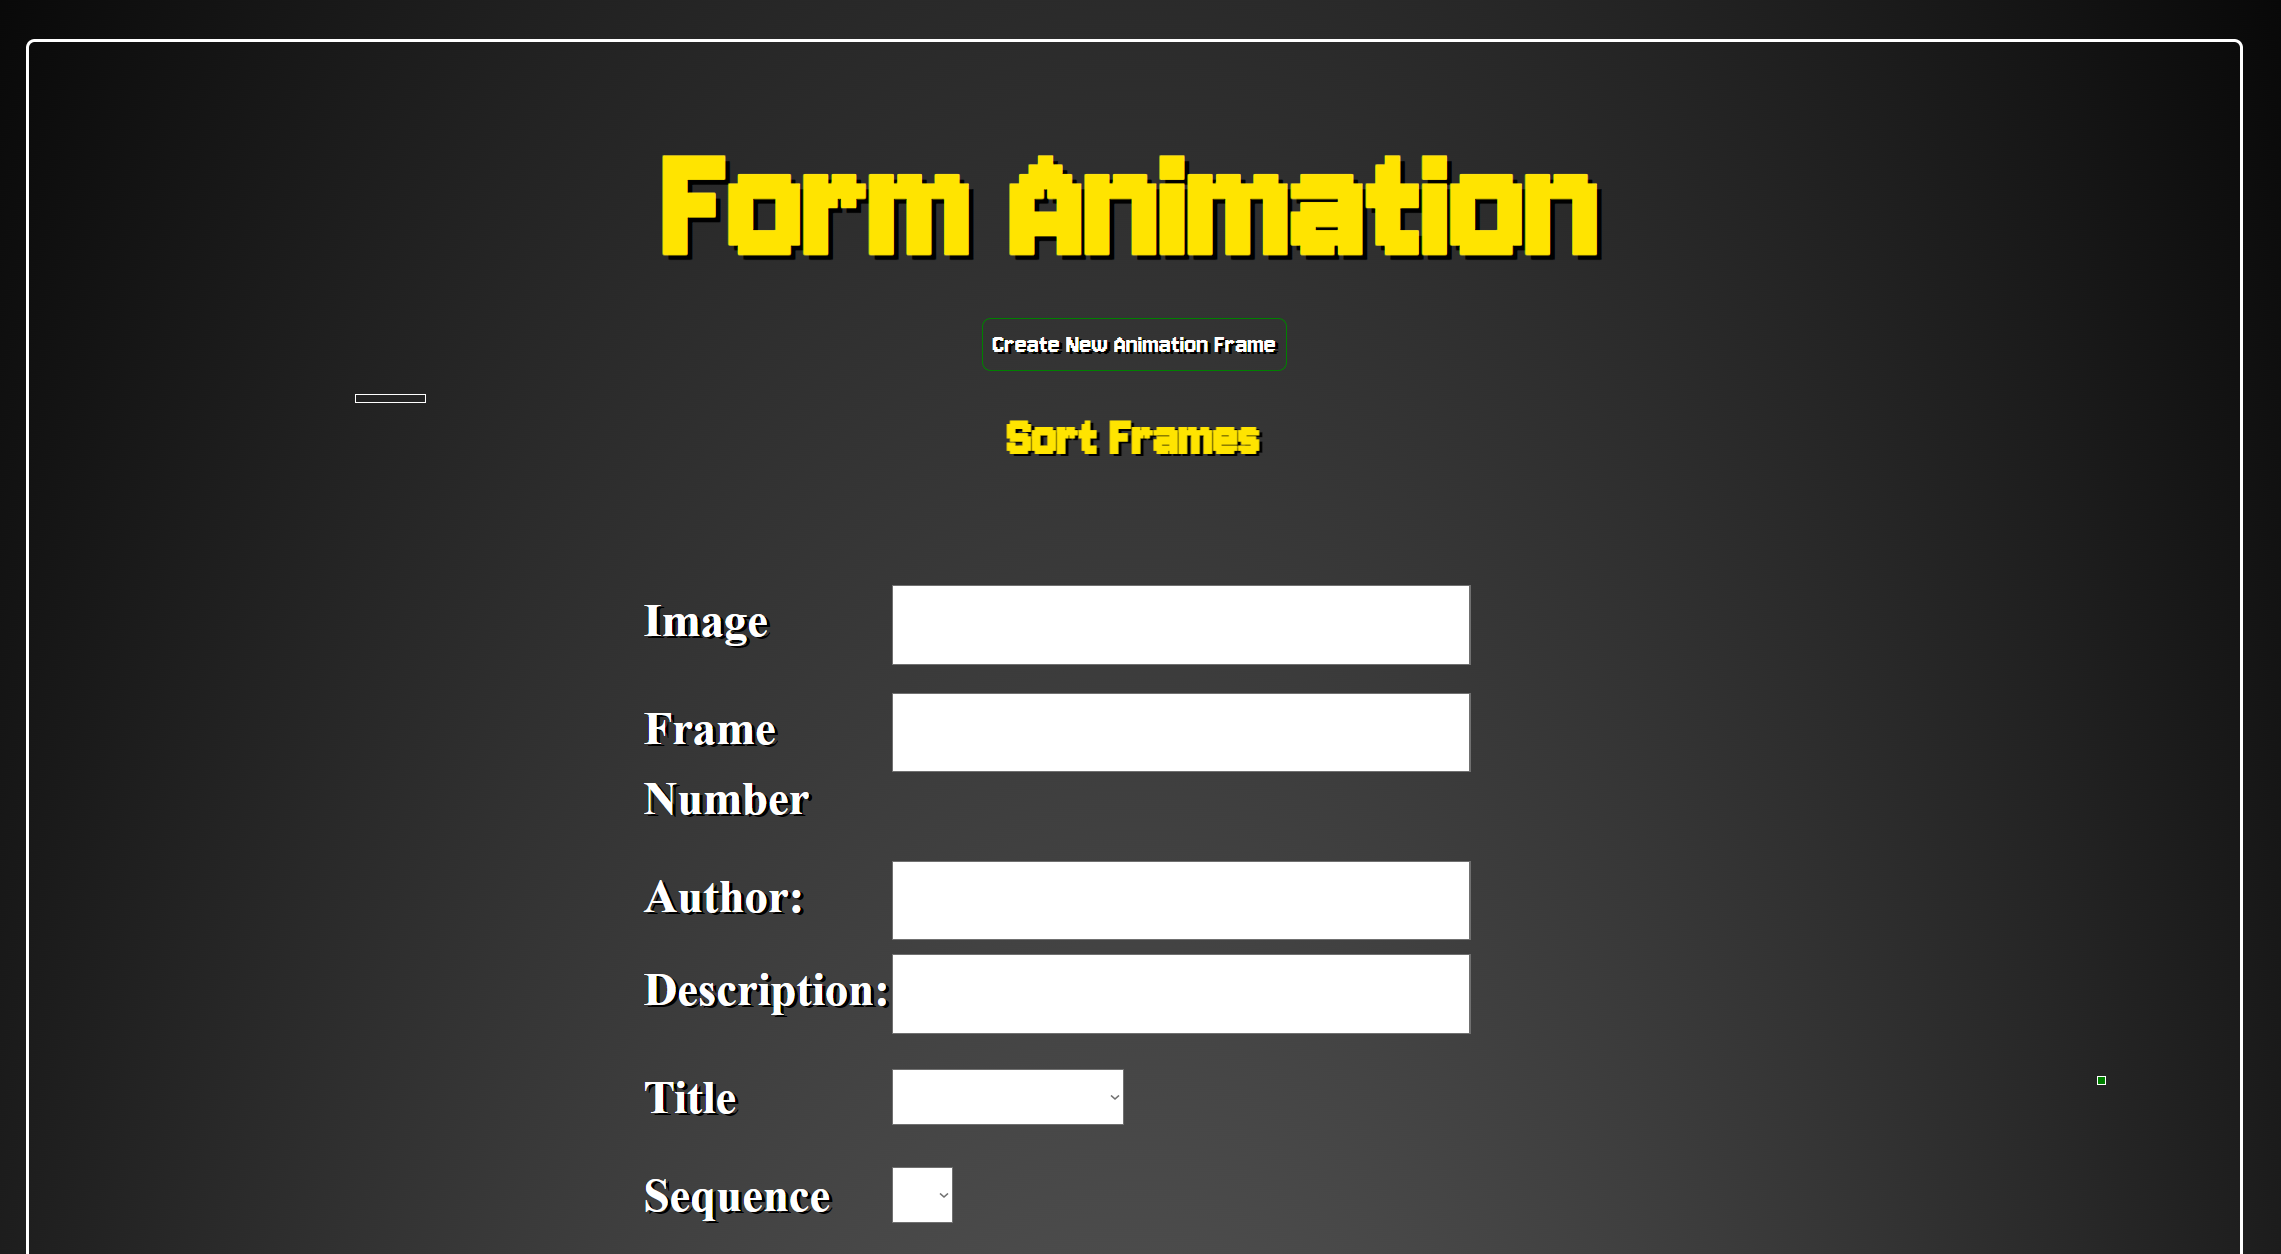 Form Animation
Create New Animation Frame
Sort Frames
Image
Frame
Number
Author:
Description:
Title
Sequence